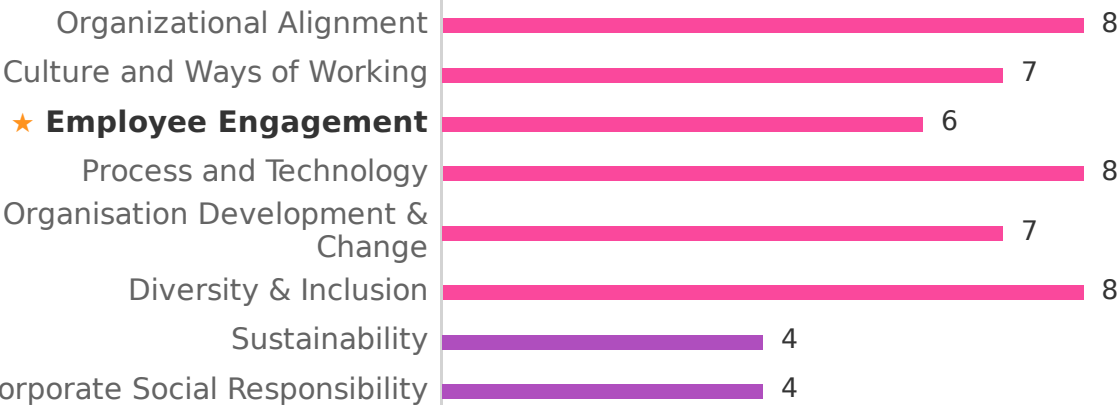 Organizational Alignment 8
Culture and Ways of Working 7
★ Employee Engagement 6
Process and Technology 8
Organisation Development &
Change 7
Diversity & Inclusion 8
Sustainability 4
orporate Social Responsibility 4